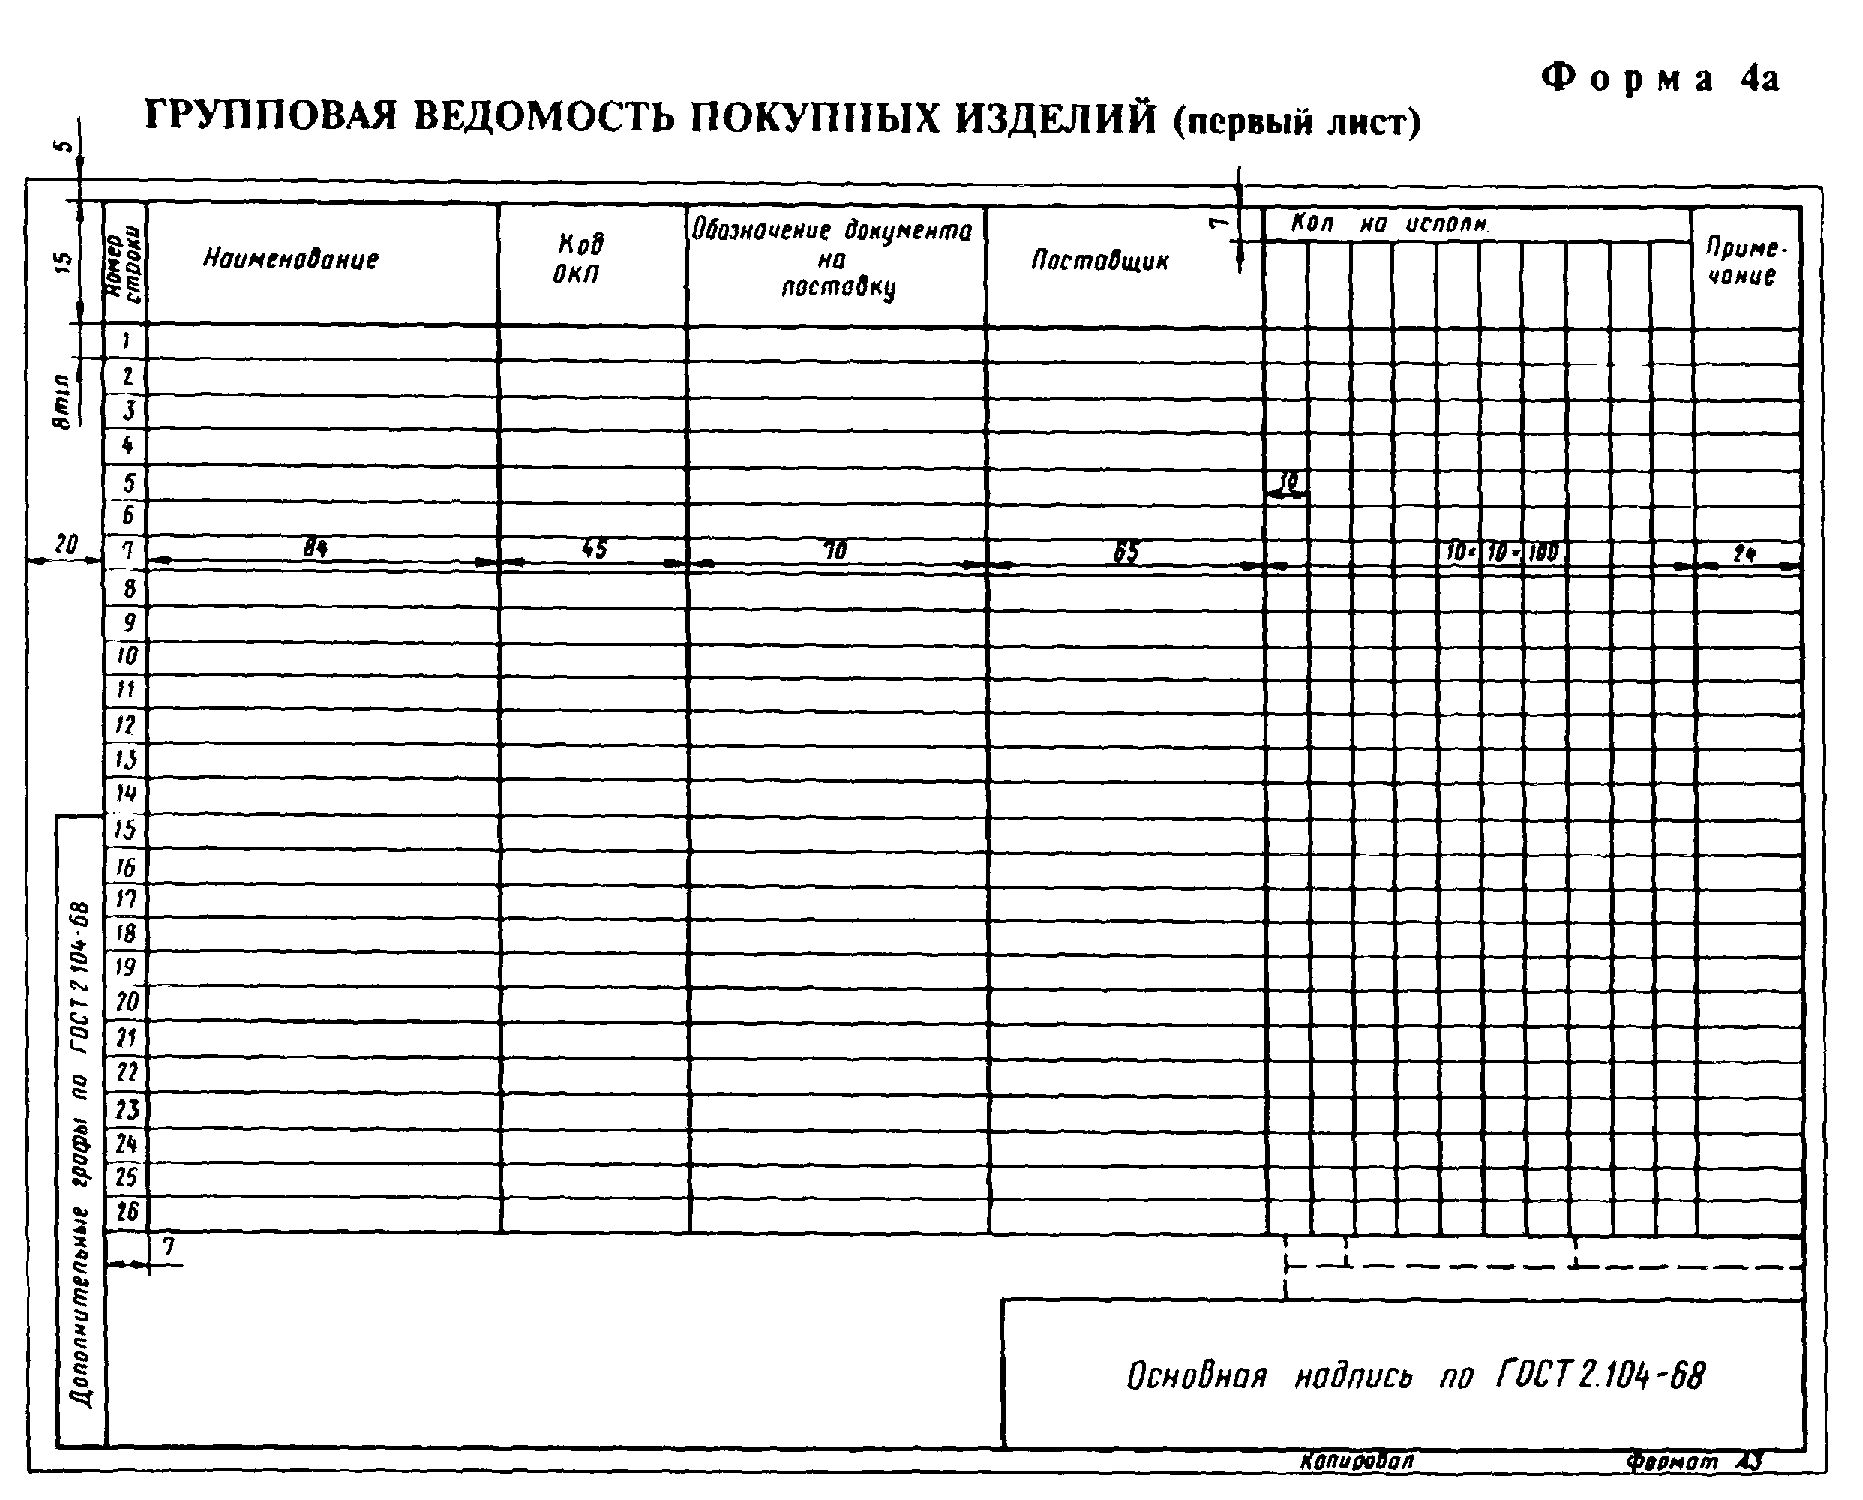 Форма 4а
ГРУППОВАЯ ВЕДОМОСТЬ ПОКУПНЫХ ИЗДЕЛИЙ (первый лист)
5
15
8min
20
7
Номер
строки
Наименование
Код
ОКП
Обозначение документа
на
поставку
Поставщик
Кол на исполн.
Приме-
чание
1
2
3
4
5
10
6
7
84
45
70
65
10×10=100
24
8
9
10
11
12
13
14
15
16
17
18
19
20
21
22
23
24
25
26
7
Дополнительные графы по ГОСТ 2 104-68
Основная надпись по ГОСТ 2.104-68
Копировал
Формат А3